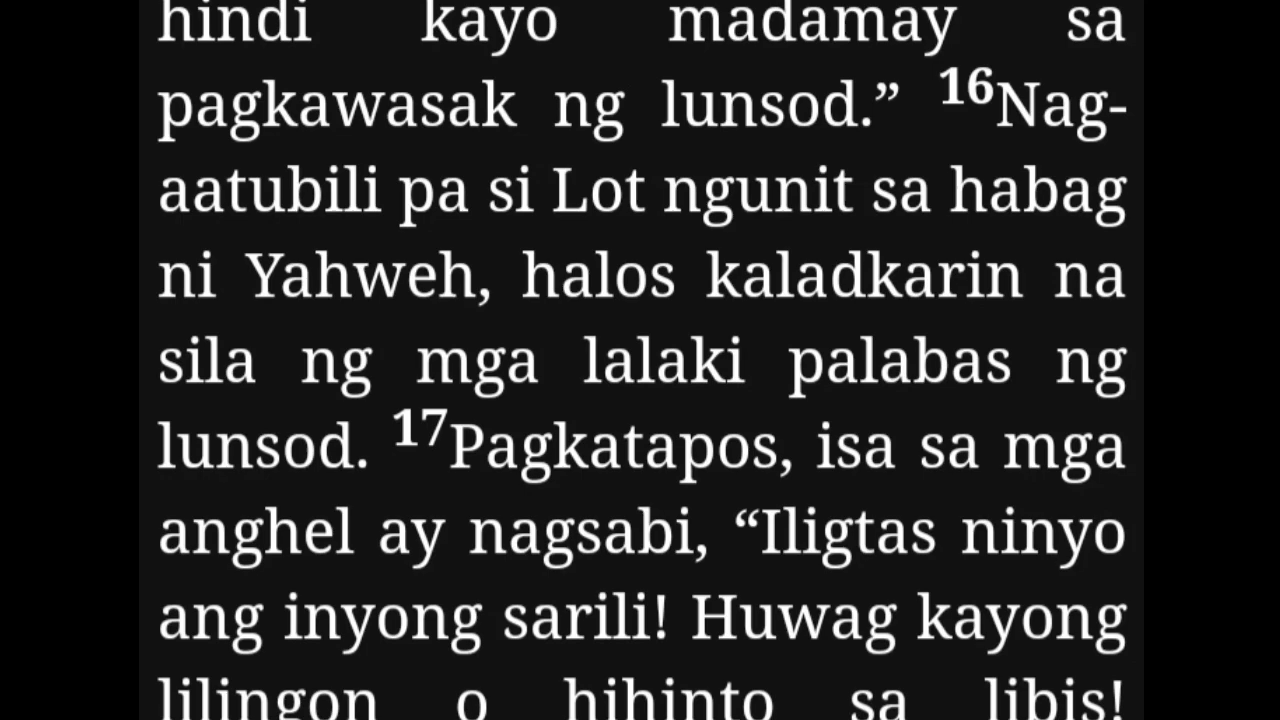 hindi kayo madamay sa
pagkawasak ng lunsod.” 16Nag-
aatubili pa si Lot ngunit sa habag
ni Yahweh, halos kaladkarin na
sila ng mga lalaki palabas ng
lunsod. 17Pagkatapos, isa sa mga
anghel ay nagsabi, “Iligtas ninyo
ang inyong sarili! Huwag kayong
lilingon o hihinto sa libis!